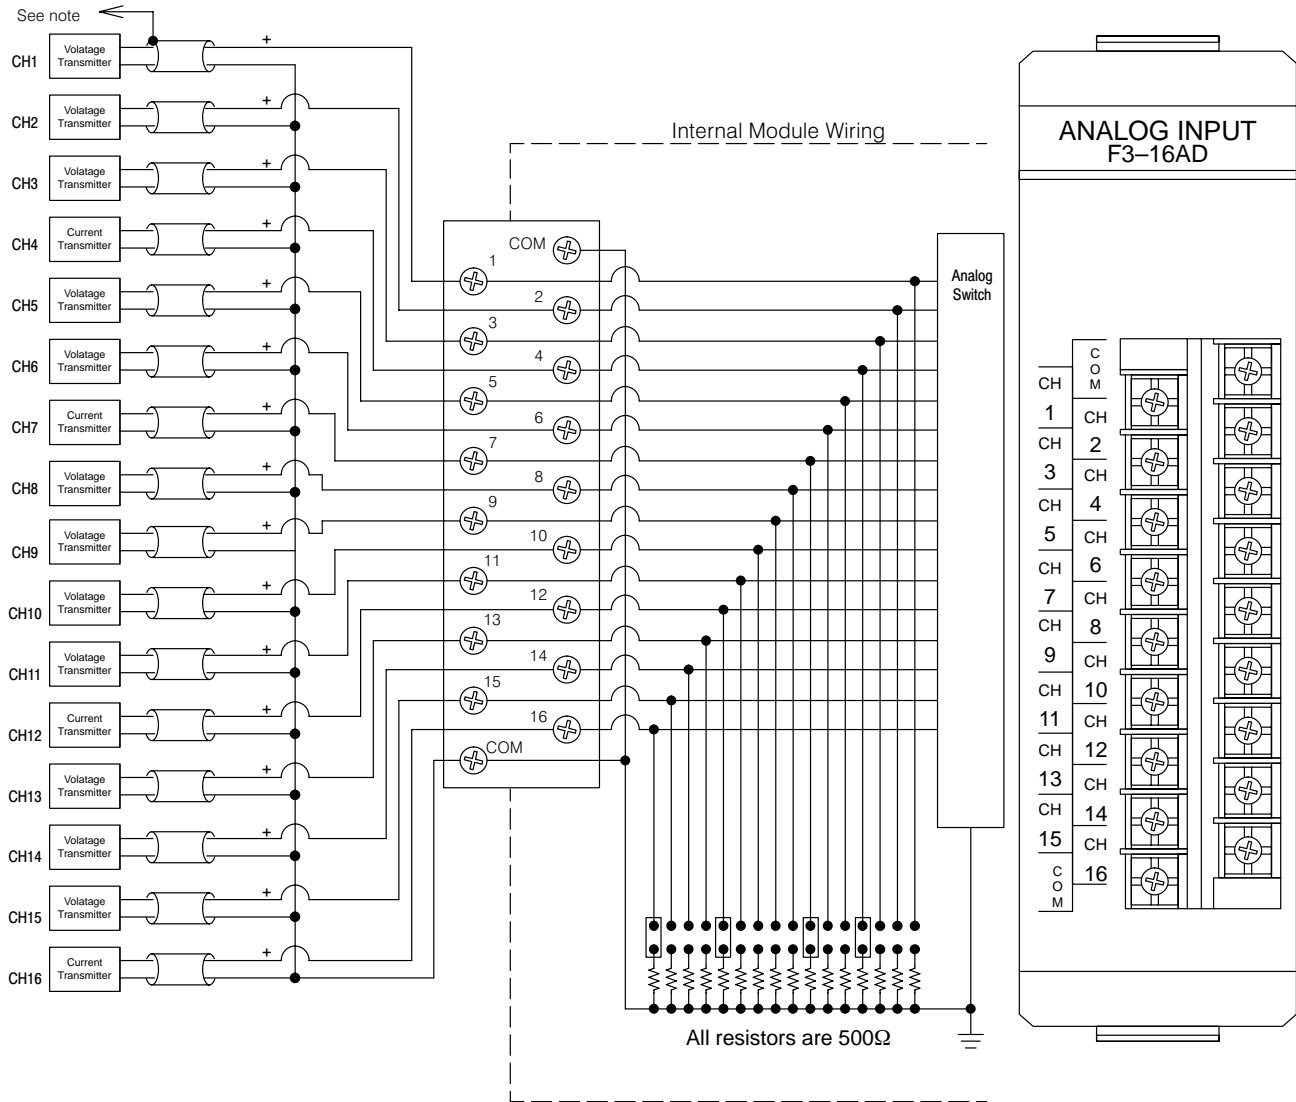 See note
CH1
Volatage
Transmitter
+
CH2
Volatage
Transmitter
+
CH3
Volatage
Transmitter
+
CH4
Current
Transmitter
+
CH5
Volatage
Transmitter
+
CH6
Volatage
Transmitter
+
CH7
Current
Transmitter
+
CH8
Volatage
Transmitter
+
CH9
Volatage
Transmitter
+
CH10
Volatage
Transmitter
+
CH11
Volatage
Transmitter
+
CH12
Current
Transmitter
+
CH13
Volatage
Transmitter
+
CH14
Volatage
Transmitter
+
CH15
Volatage
Transmitter
+
CH16
Current
Transmitter
+
Internal Module Wiring
COM
1
2
3
4
5
6
7
8
9
10
11
12
13
14
15
16
COM
Analog
Switch
All resistors are 500Ω
ANALOG INPUT
F3–16AD
COM
CH
1
CH
2
CH
3
CH
4
CH
5
CH
6
CH
7
CH
8
CH
9
CH
10
CH
11
CH
12
CH
13
CH
14
CH
15
CH
16
COM